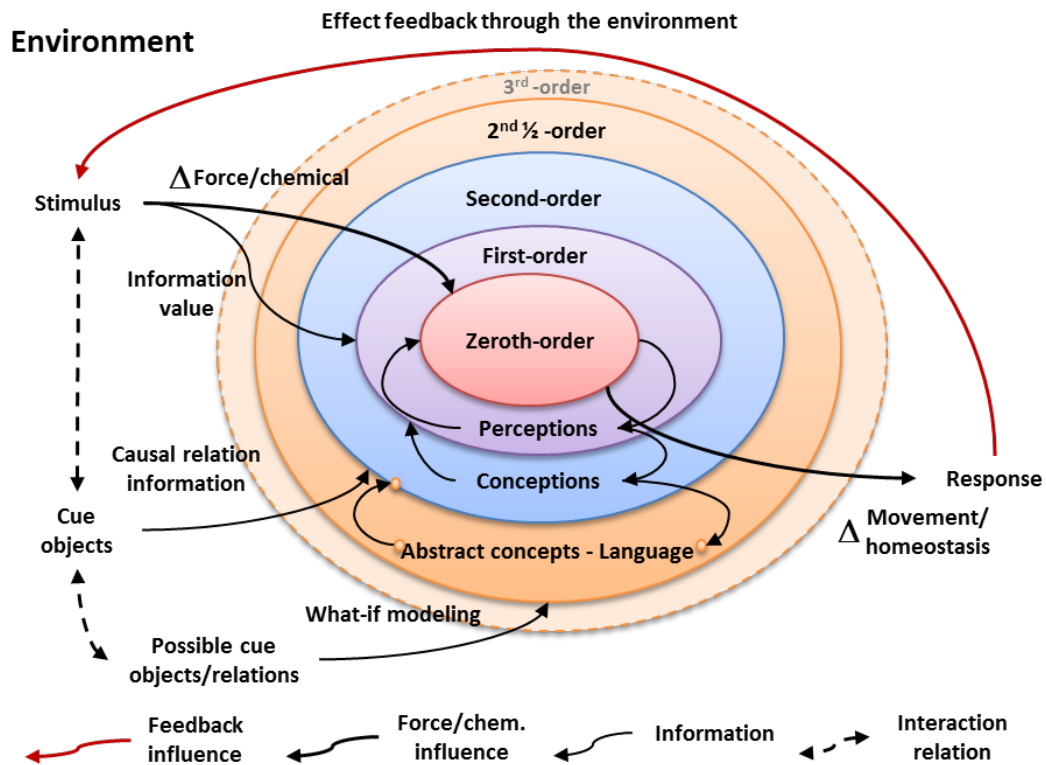 Effect feedback through the environment
Environment
3rd -order
2nd ½ -order
Δ Force/chemical
Stimulus
Second-order
First-order
Information
value
Zeroth-order
Perceptions
Causal relation
information
Conceptions
Response
Cue
objects
Δ Movement/
homeostasis
Abstract concepts - Language
What-if modeling
Possible cue
objects/relations
Feedback
influence
Force/chem.
influence
Information
Interaction
relation